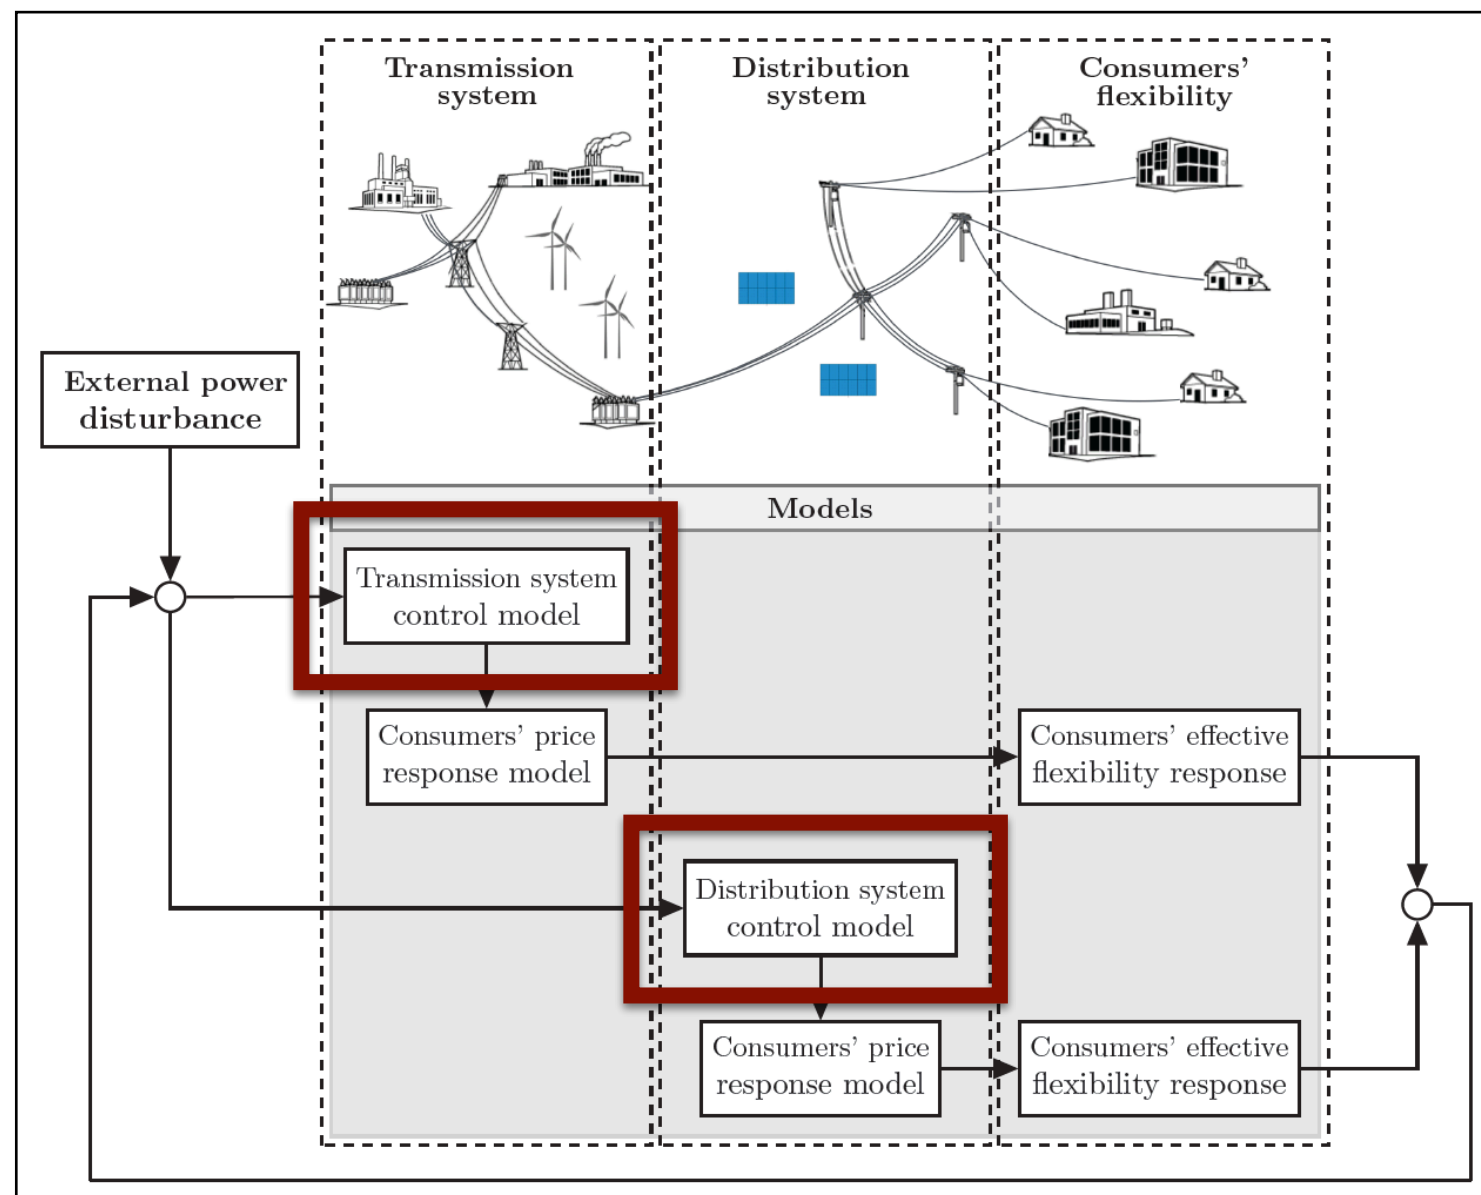 Transmission
system
Distribution
system
Consumers'
flexibility
External power
disturbance
Models
Transmission system
control model
Consumers' price
response model
Consumers' effective
flexibility response
Distribution system
control model
Consumers' price
response model
Consumers' effective
flexibility response